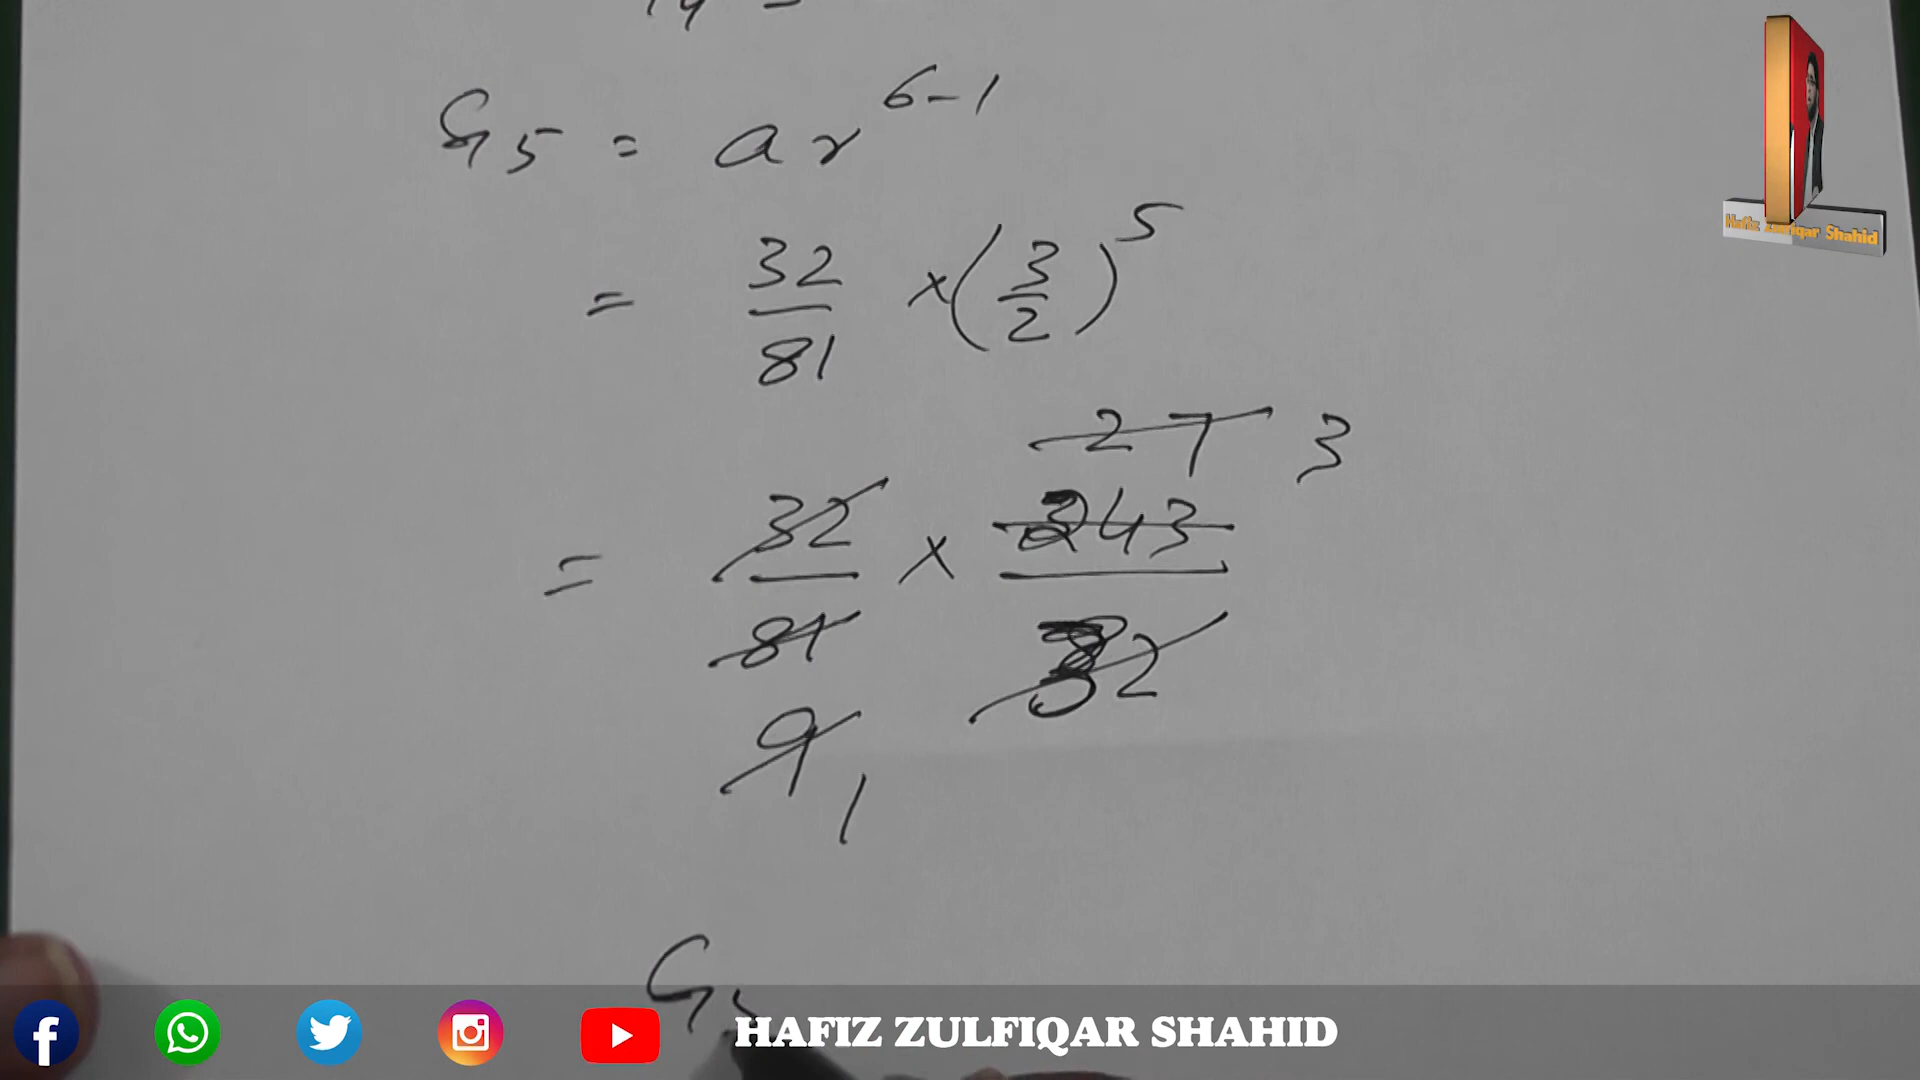 G5 = ar^6-1
= 32/81 × (3/2)^5
27 3
= 32/81 × 243/32
9 1
G5
Hafiz Zulfiqar Shahid
HAFIZ ZULFIQAR SHAHID